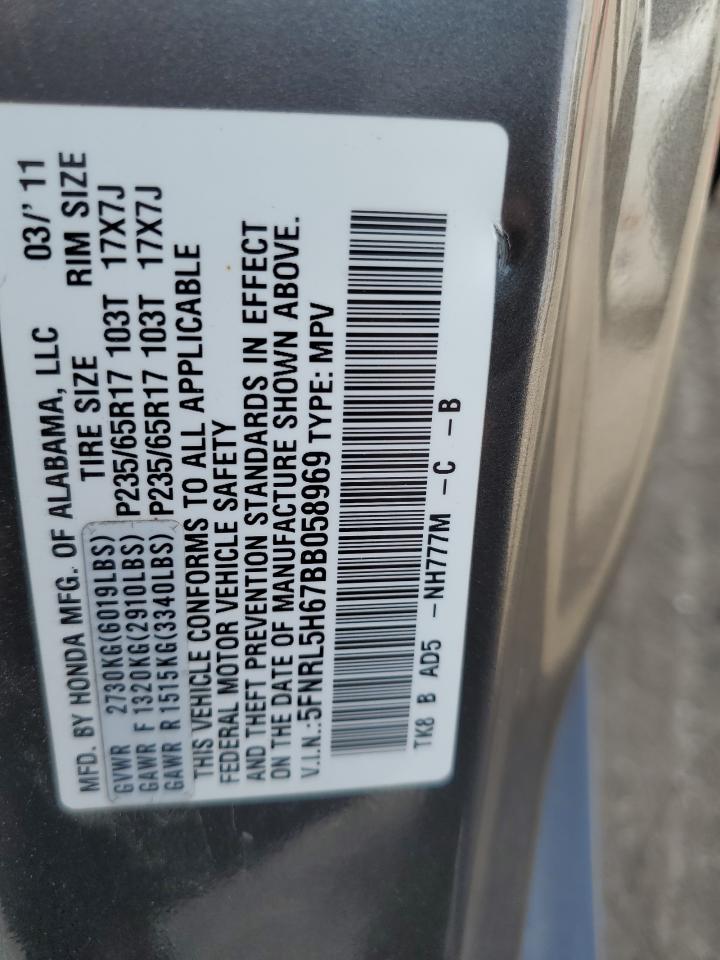 MFD. BY HONDA MFG. OF ALABAMA, LLC 03/' 11
TIRE SIZE RIM SIZE
GVWR 2730KG(6019LBS)
GAWR F 1320KG(2910LBS) P235/65R17 103T 17X7J
GAWR R 1515KG(3340LBS) P235/65R17 103T 17X7J
THIS VEHICLE CONFORMS TO ALL APPLICABLE
FEDERAL MOTOR VEHICLE SAFETY
AND THEFT PREVENTION STANDARDS IN EFFECT
ON THE DATE OF MANUFACTURE SHOWN ABOVE.
V.I.N.:5FNRL5H67BB058969 TYPE: MPV
TK8 B AD5 -NH777M -C -B